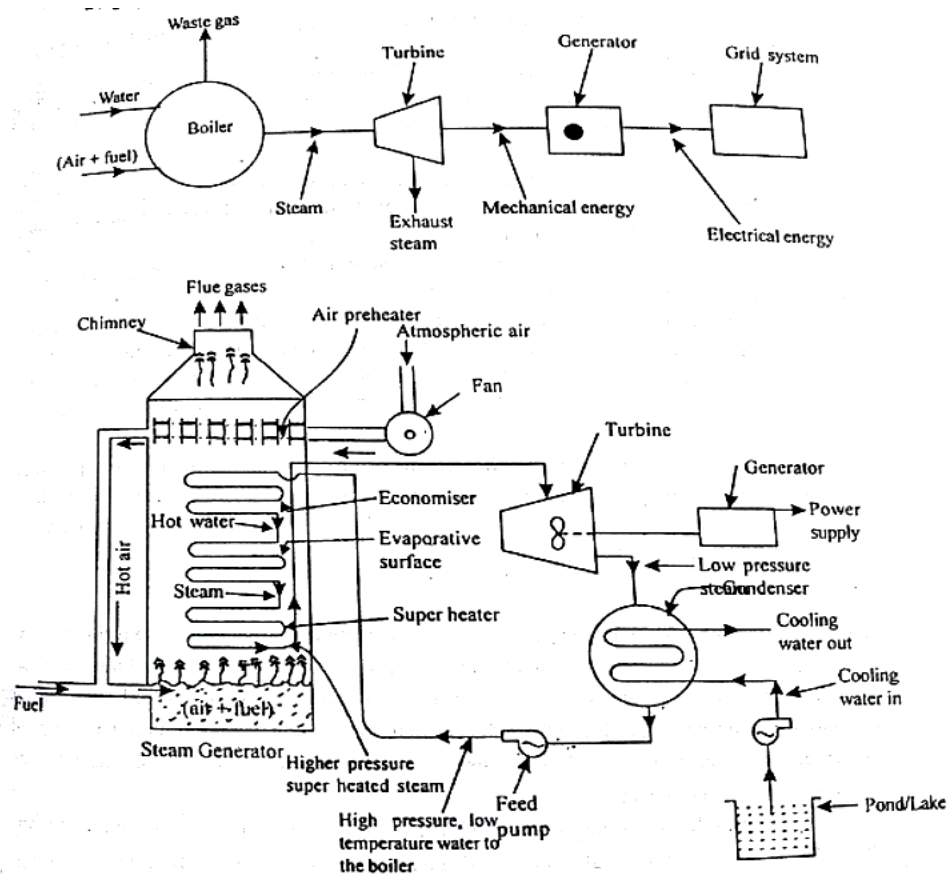 Waste gas
Turbine
Generator
Grid system
Water
Boiler
(Air + fuel)
Steam
Exhaust
steam
Mechanical energy
Electrical energy
Flue gases
Chimney
Air preheater
Atmospheric air
Fan
Turbine
Generator
Power
supply
Economiser
Hot water
Evaporative
surface
Low pressure
Condenser
Hot air
Steam
Super heater
Cooling
water out
Cooling
water in
Fuel
(air + fuel)
Steam Generator
Higher pressure
super heated steam
Feed
pump
High pressure, low
temperature water to
the boiler
Pond/Lake